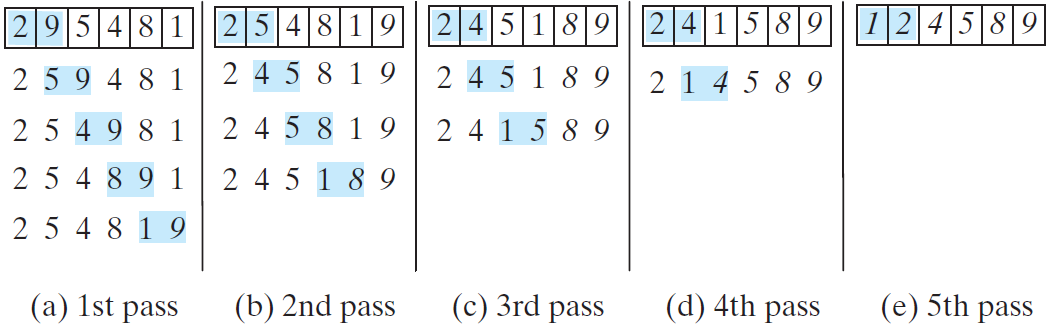 2 9 5 4 8 1
2 5 9 4 8 1
2 5 4 9 8 1
2 5 4 8 9 1
2 5 4 8 1 9
(a) 1st pass
2 5 4 8 1 9
2 4 5 8 1 9
2 4 5 8 1 9
2 4 5 1 8 9
(b) 2nd pass
2 4 5 1 8 9
2 4 5 1 8 9
2 4 1 5 8 9
(c) 3rd pass
2 4 1 5 8 9
2 1 4 5 8 9
(d) 4th pass
1 2 4 5 8 9
(e) 5th pass